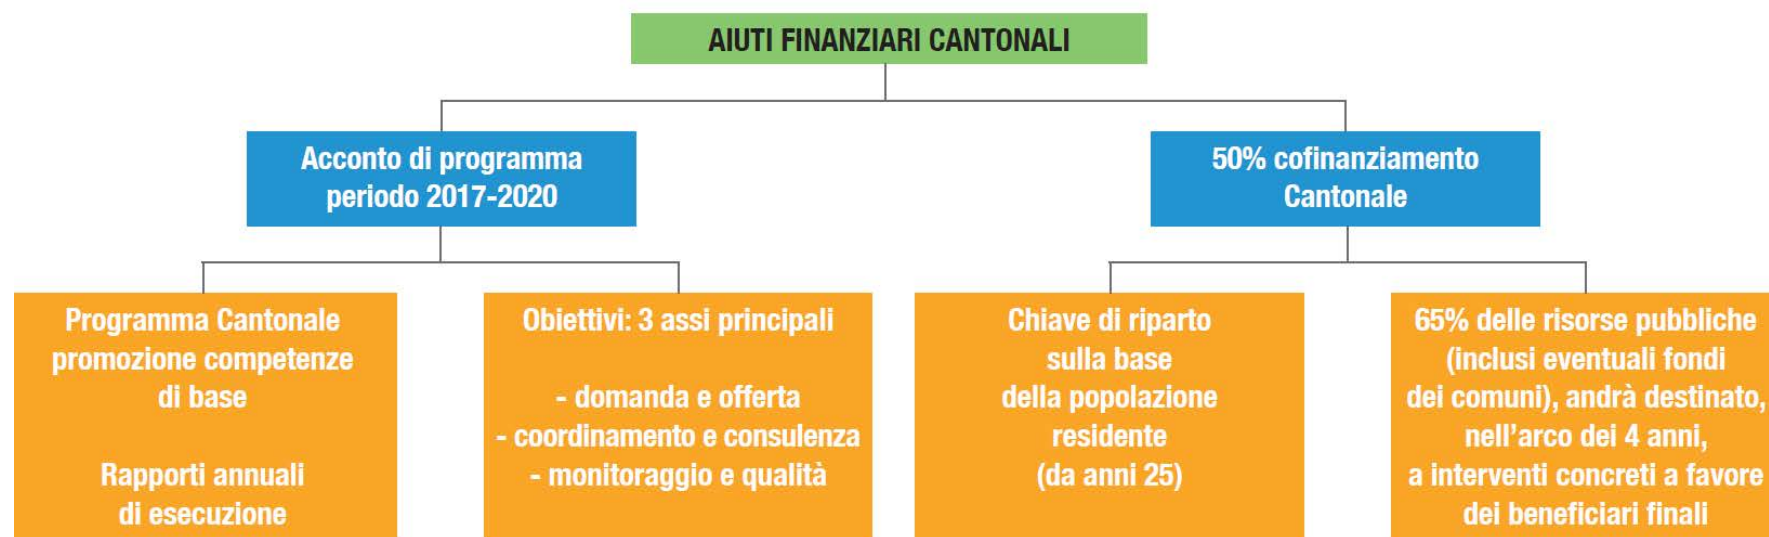 AIUTI FINANZIARI CANTONALI
Acconto di programma
periodo 2017-2020
50% cofinanziamento
Cantonale
Programma Cantonale
promozione competenze
di base
Rapporti annuali
di esecuzione
Obiettivi: 3 assi principali
- domanda e offerta
- coordinamento e consulenza
- monitoraggio e qualità
Chiave di riparto
sulla base
della popolazione
residente
(da anni 25)
65% delle risorse pubbliche
(inclusi eventuali fondi
dei comuni), andrà destinato,
nell'arco dei 4 anni,
a interventi concreti a favore
dei beneficiari finali